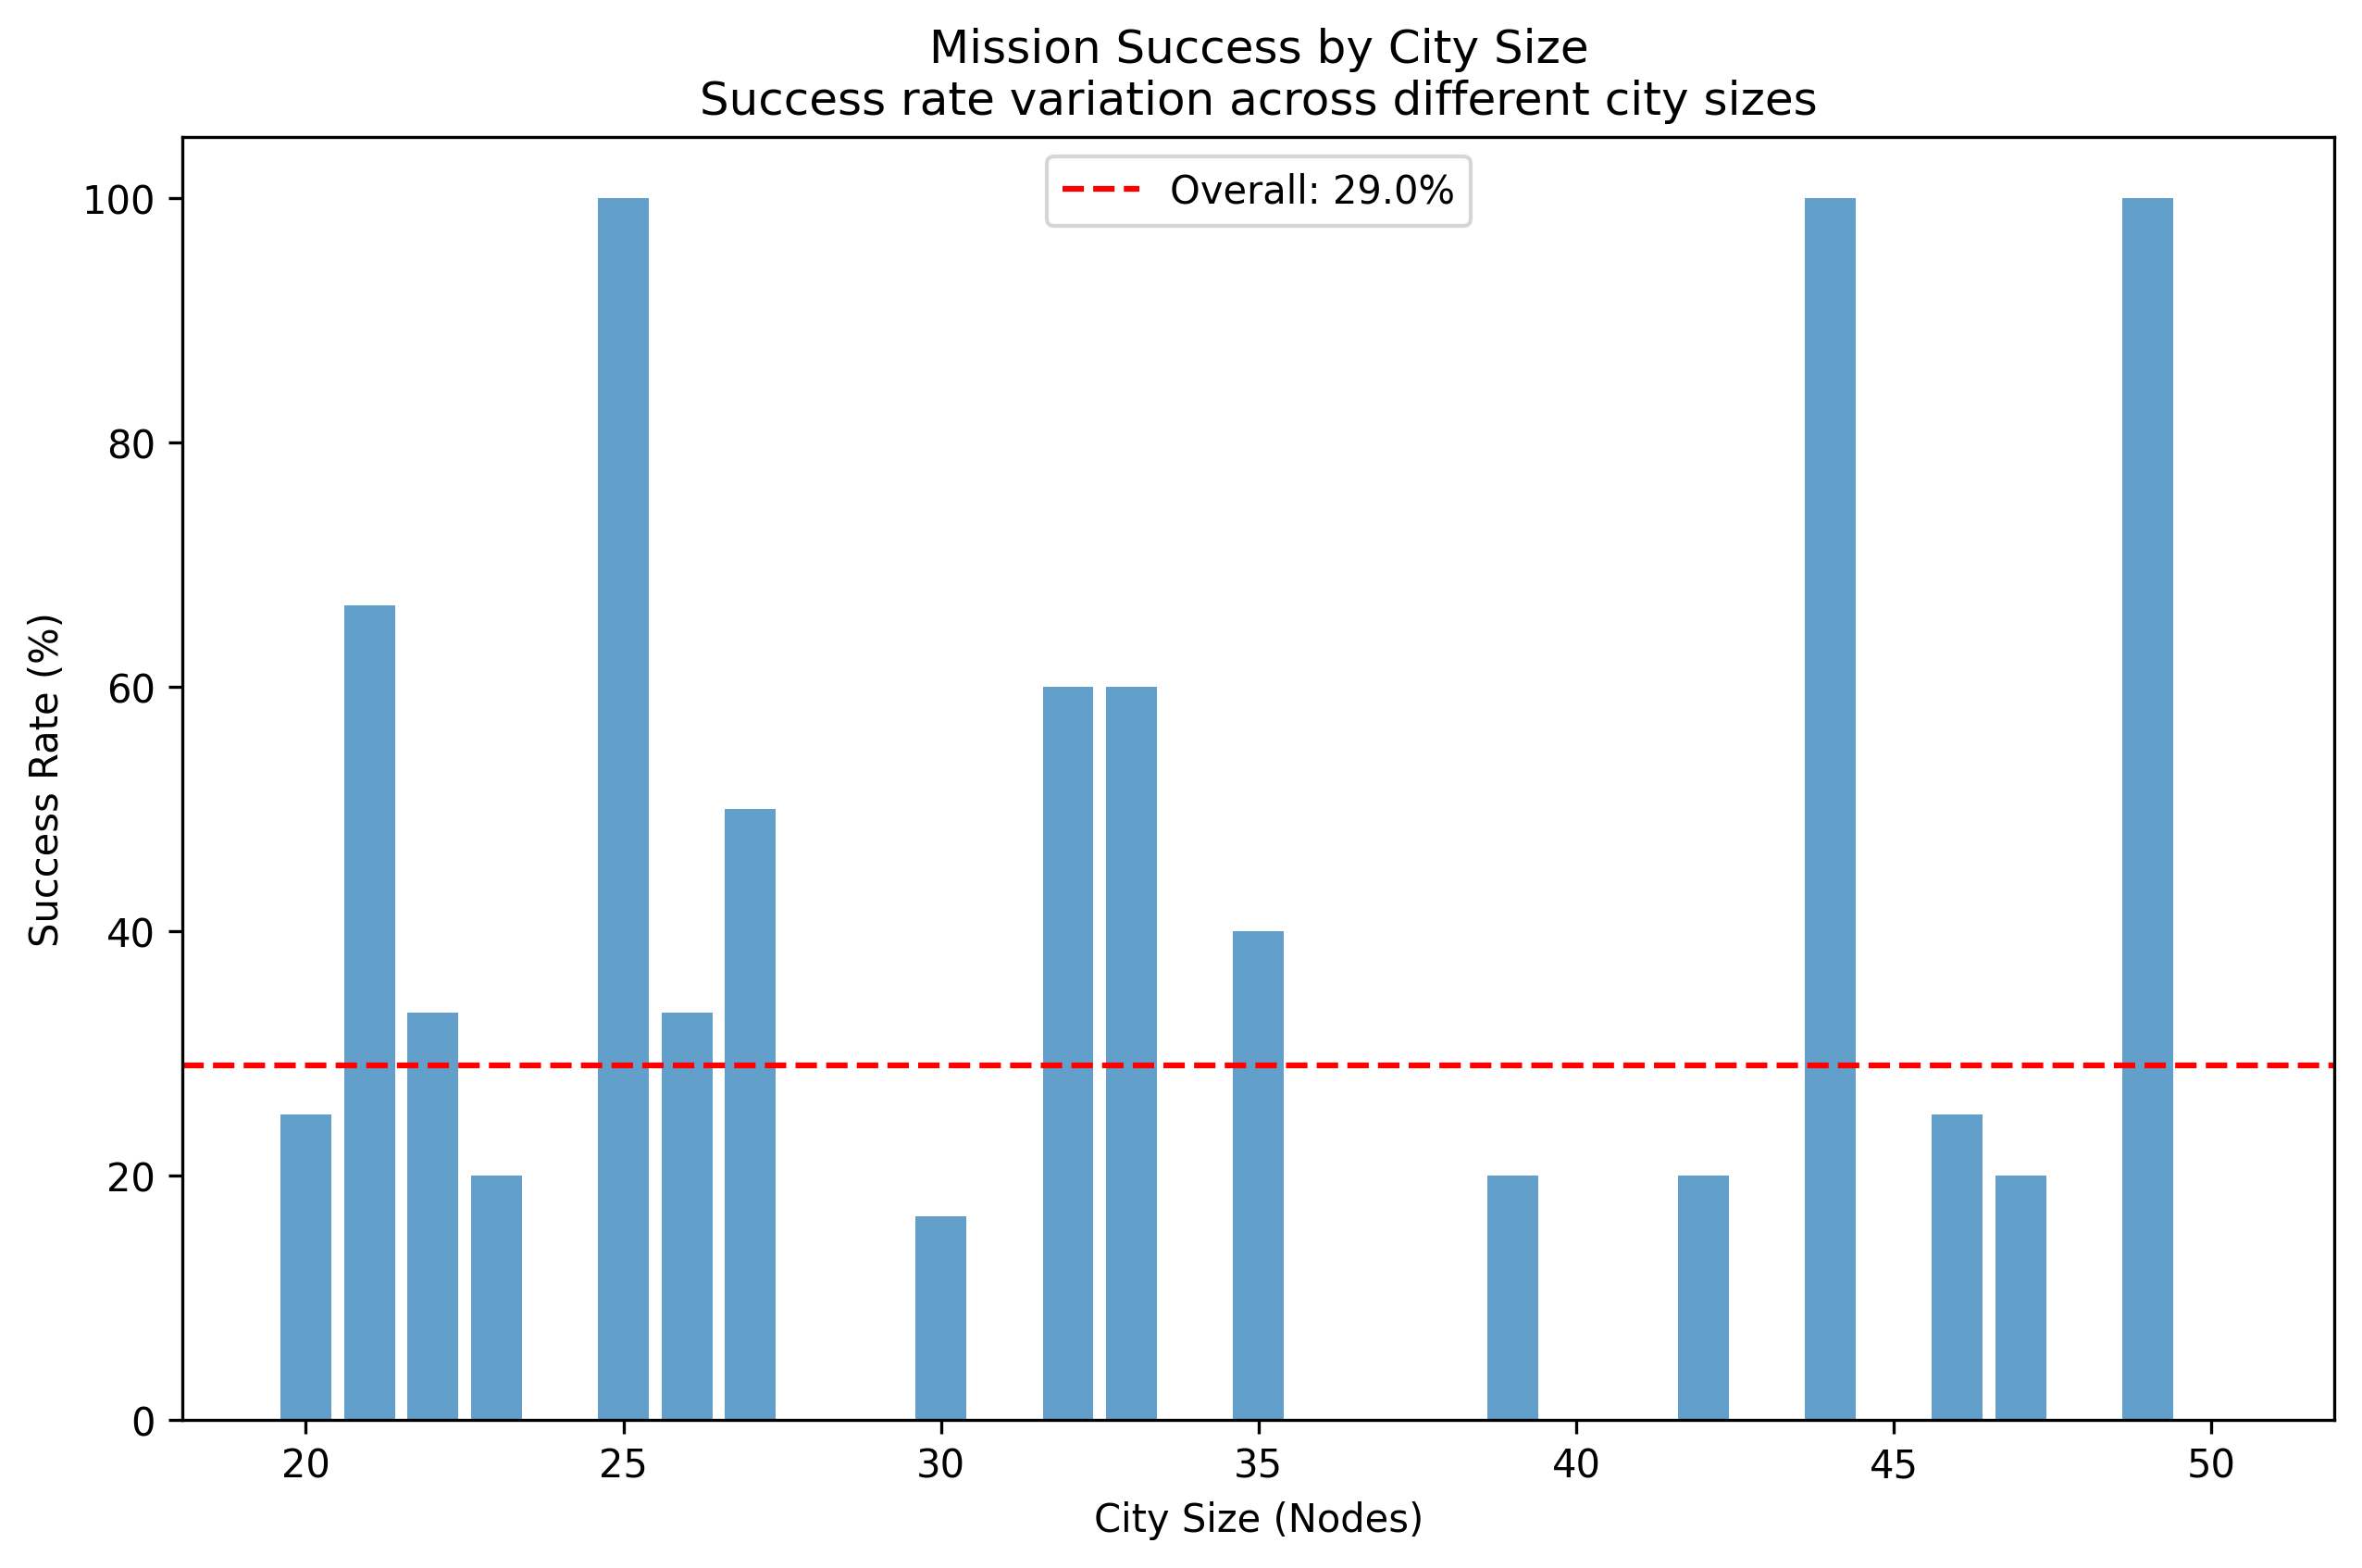 Mission Success by City Size
Success rate variation across different city sizes
Overall: 29.0%
Success Rate (%)
100
80
60
40
20
0
20 25 30 35 40 45 50
City Size (Nodes)